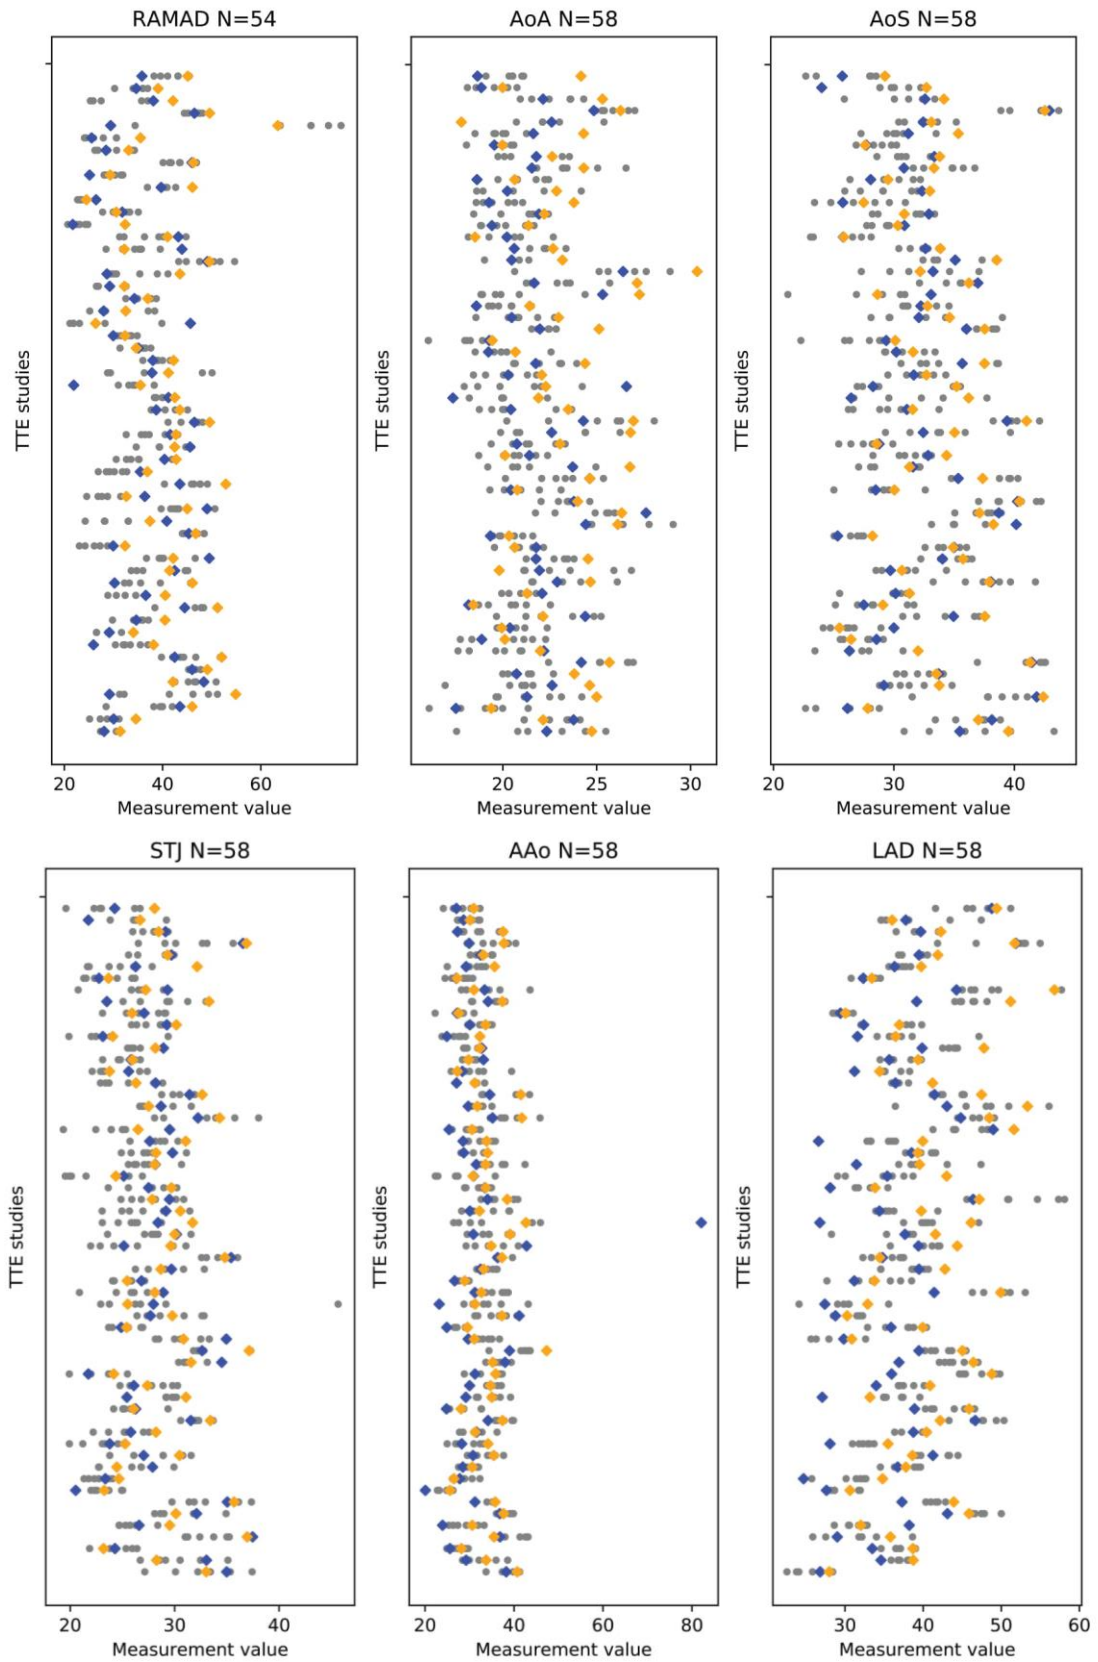 RAMAD N=54
AoA N=58
AoS N=58
TTE studies
TTE studies
TTE studies
20 40 60
20 25 30
20 30 40
Measurement value
Measurement value
Measurement value
STJ N=58
AAo N=58
LAD N=58
TTE studies
TTE studies
TTE studies
20 30 40
20 40 60 80
30 40 50 60
Measurement value
Measurement value
Measurement value